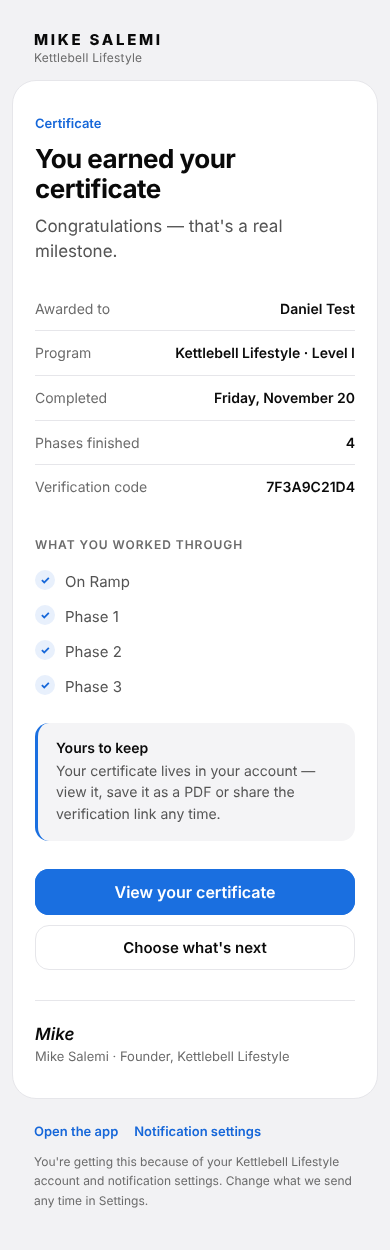 MIKE SALEMI
Kettlebell Lifestyle
Certificate
You earned your
certificate
Congratulations — that's a real
milestone.
Awarded to Daniel Test
Program Kettlebell Lifestyle · Level I
Completed Friday, November 20
Phases finished 4
Verification code 7F3A9C21D4
WHAT YOU WORKED THROUGH
On Ramp
Phase 1
Phase 2
Phase 3
Yours to keep
Your certificate lives in your account —
view it, save it as a PDF or share the
verification link any time.
View your certificate
Choose what's next
Mike
Mike Salemi · Founder, Kettlebell Lifestyle
Open the app Notification settings
You're getting this because of your Kettlebell Lifestyle
account and notification settings. Change what we send
any time in Settings.